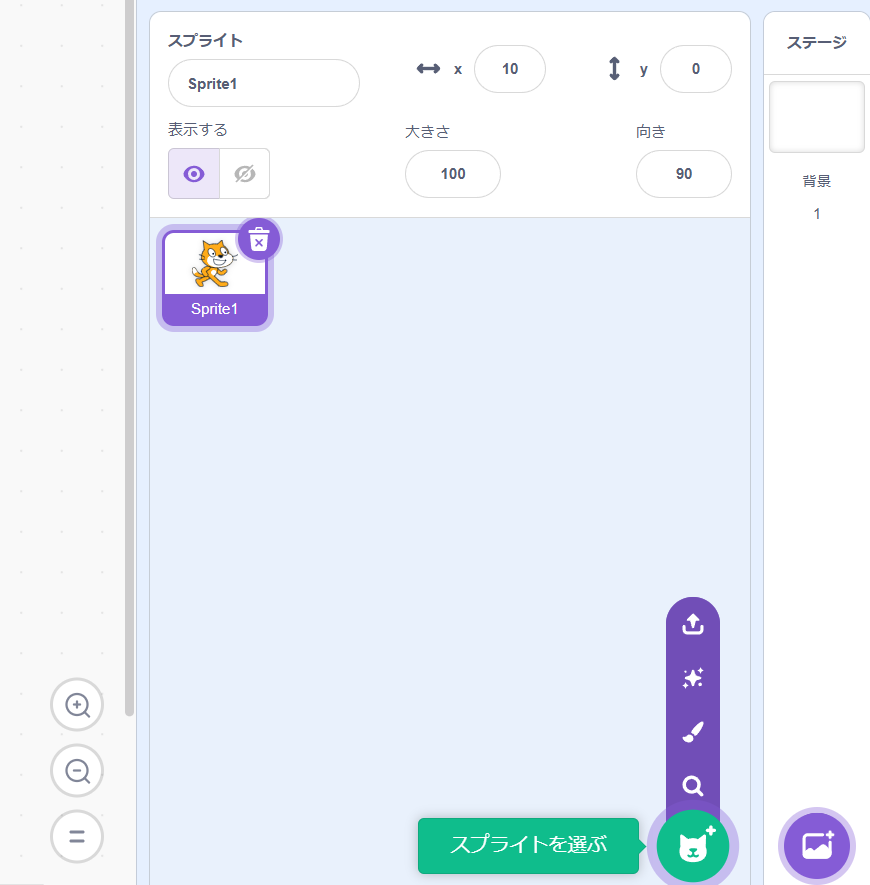 スプライト
Sprite1
x 10
y 0
表示する
大きさ
100
向き
90
Sprite1
スプライトを選ぶ
ステージ
背景
1